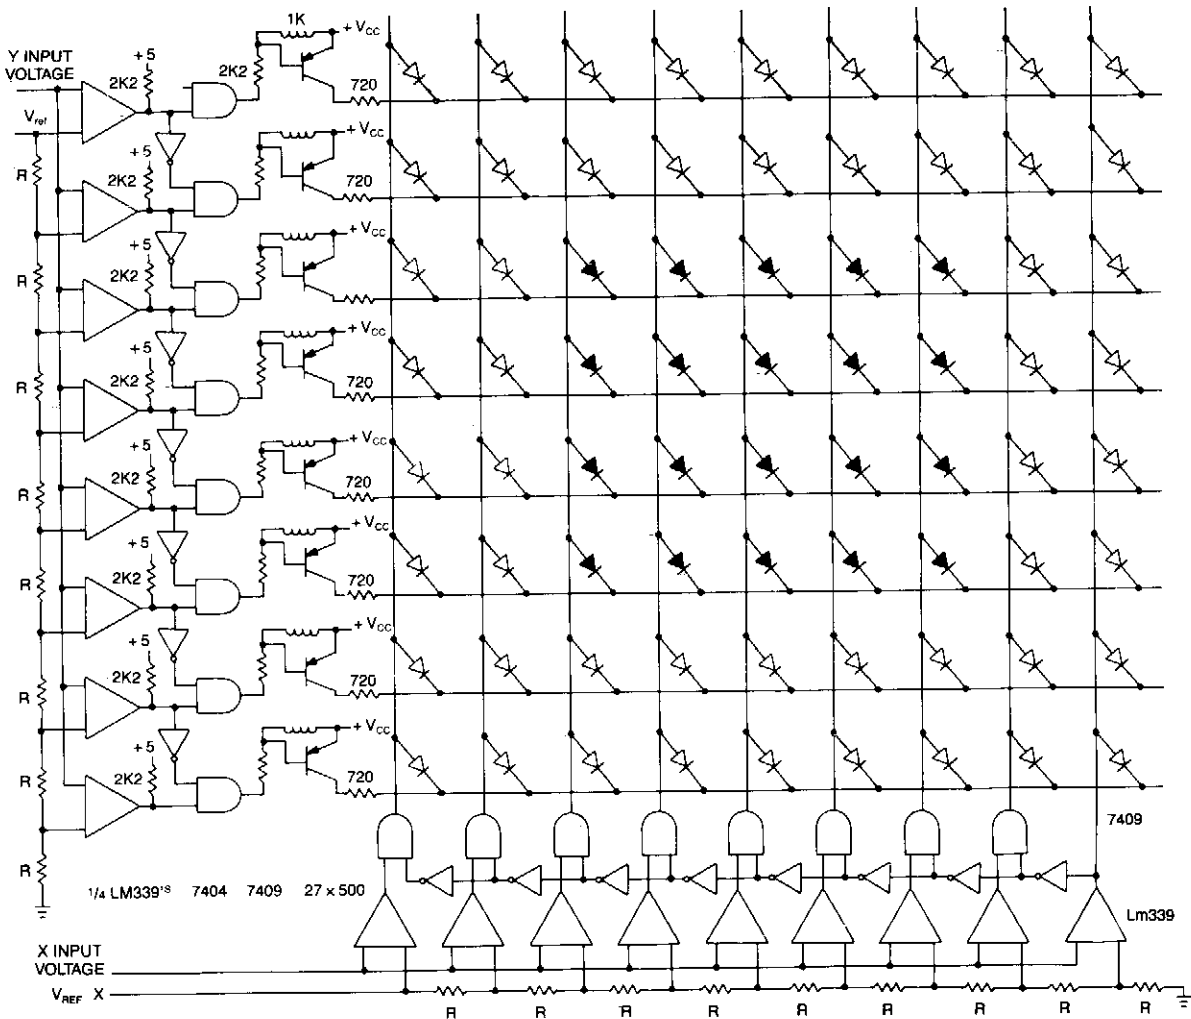 1K
+ VCC
Y INPUT
VOLTAGE
+5
2K2
2K2
720
Vref
+5
+ VCC
R
2K2
720
+5
+ VCC
2K2
R
+5
+ VCC
R
2K2
720
+5
+ VCC
2K2
R
720
+5
+ VCC
R
2K2
720
+5
+ VCC
2K2
R
720
+5
+ VCC
R
2K2
720
7409
R
1/4 LM339'S 7404 7409 27 x 500
Lm339
X INPUT
VOLTAGE
VREF X
R R R R R R R R R